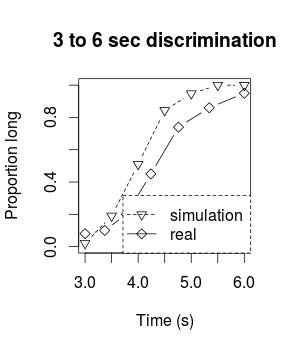 3 to 6 sec discrimination
Proportion long
0.8
0.4
0.0
simulation
real
3.0 4.0 5.0 6.0
Time (s)